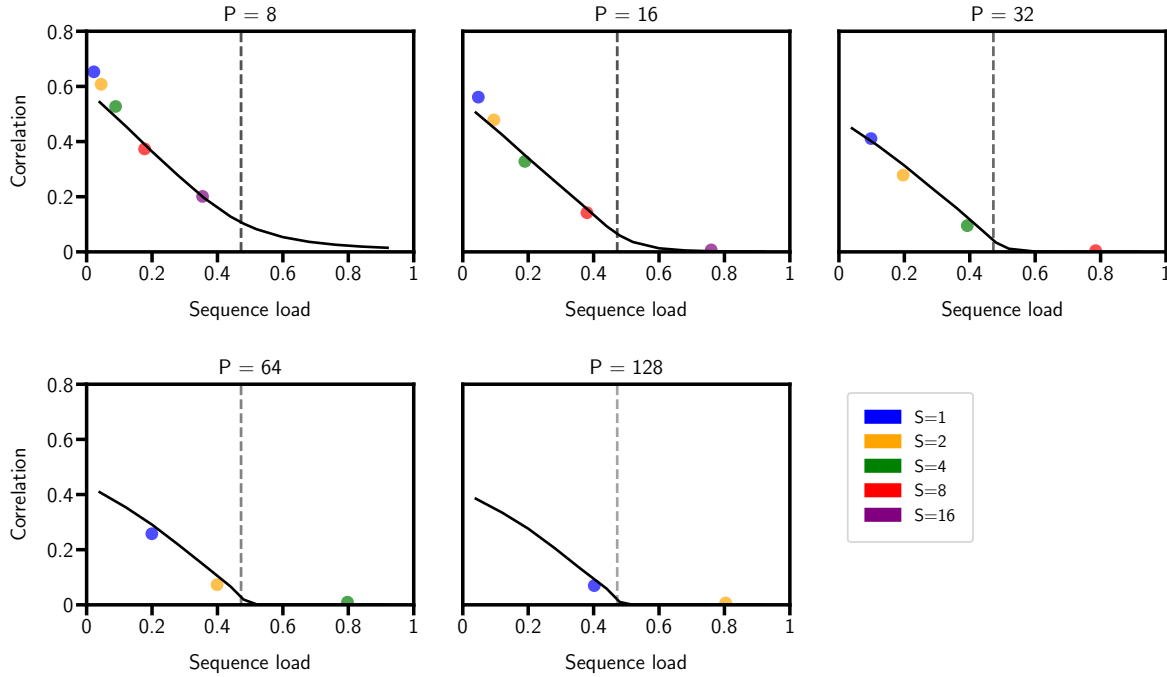 P = 8
P = 16
P = 32
0.8
0.6
0.4
0.2
0
Correlation
0 0.2 0.4 0.6 0.8 1
0 0.2 0.4 0.6 0.8 1
0 0.2 0.4 0.6 0.8 1
Sequence load
Sequence load
Sequence load
P = 64
P = 128
0.8
0.6
0.4
0.2
0
Correlation
0 0.2 0.4 0.6 0.8 1
0 0.2 0.4 0.6 0.8 1
Sequence load
Sequence load
S=1
S=2
S=4
S=8
S=16